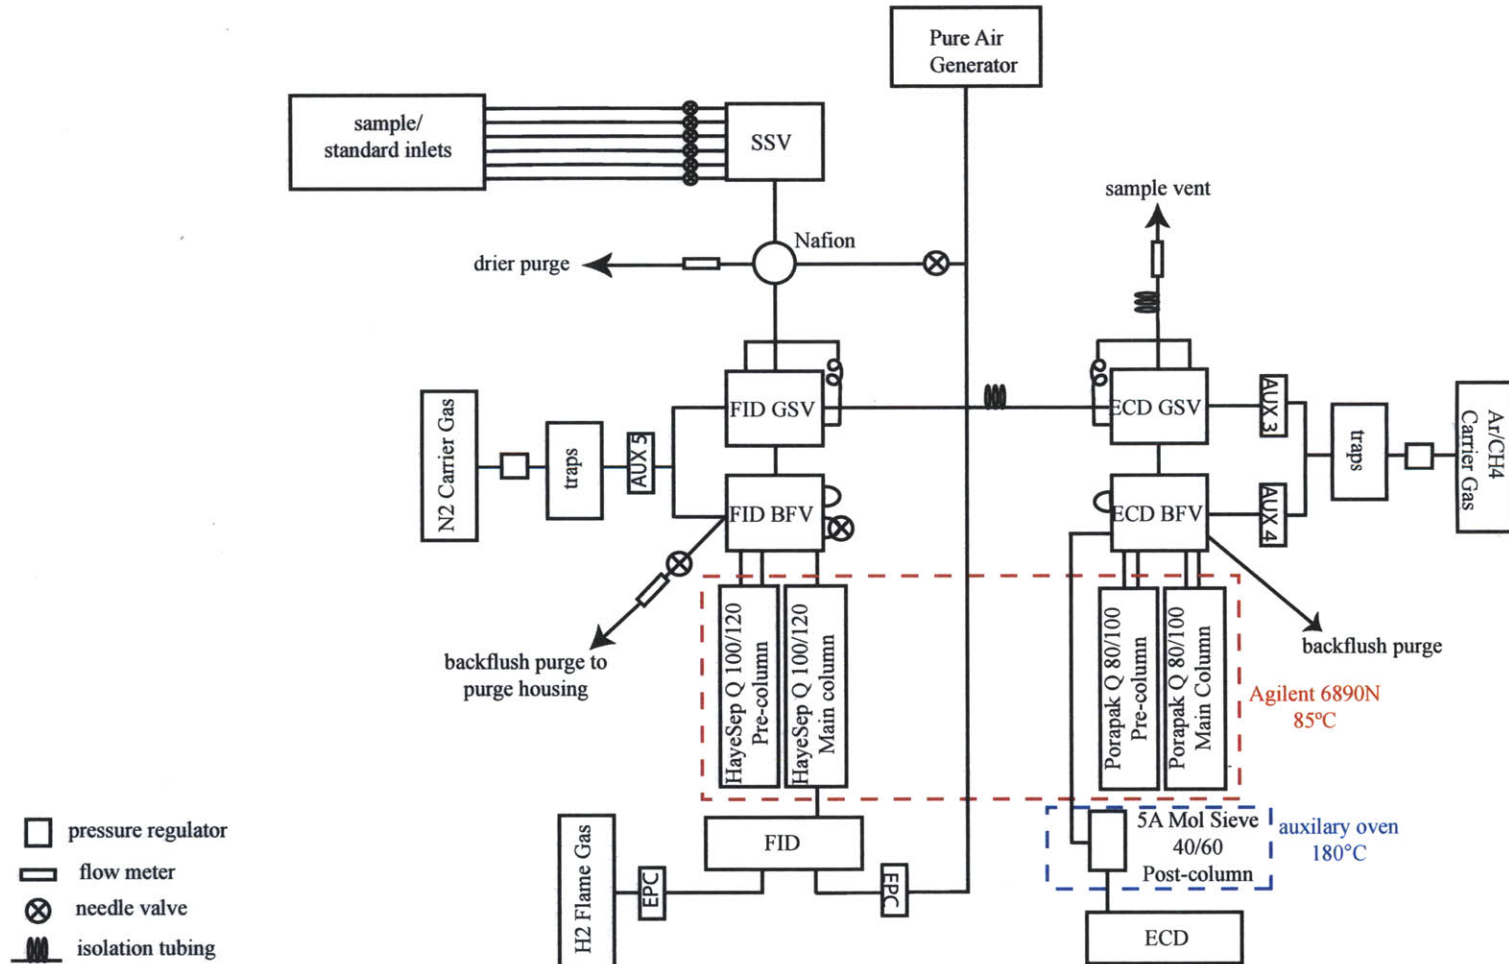 Pure Air
Generator
sample/
standard inlets
SSV
sample vent
Nafion
drier purge
N2 Carrier Gas
traps
AUX 5
FID GSV
ECD GSV
AUX 3
traps
Ar/CH4
Carrier Gas
FID BFV
ECD BFV
AUX 4
backflush purge to
purge housing
HayeSep Q 100/120
Pre-column
HayeSep Q 100/120
Main column
Porapak Q 80/100
Pre-column
Porapak Q 80/100
Main Column
backflush purge
Agilent 6890N
85ºC
pressure regulator
flow meter
needle valve
isolation tubing
H2 Flame Gas
EPC
FID
EPC
5A Mol Sieve
40/60
Post-column
auxilary oven
180°C
ECD